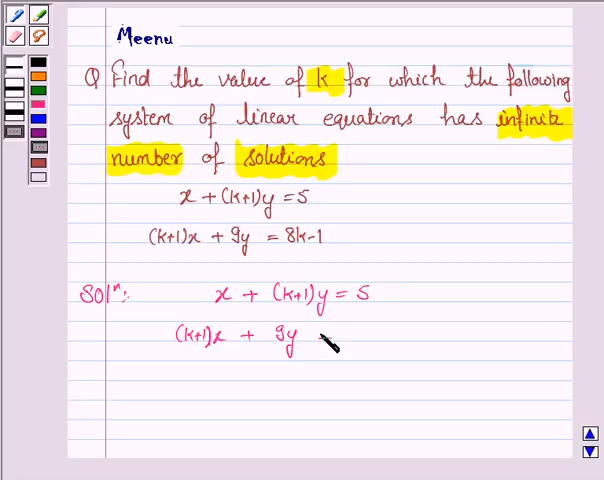 Meenu
Q Find the value of k for which the following
system of linear equations has infinite
number of solutions
x + (k+1)y = 5
(k+1)x + 9y = 8k-1
Solⁿ: x + (k+1)y = 5
(k+1)x + 9y =